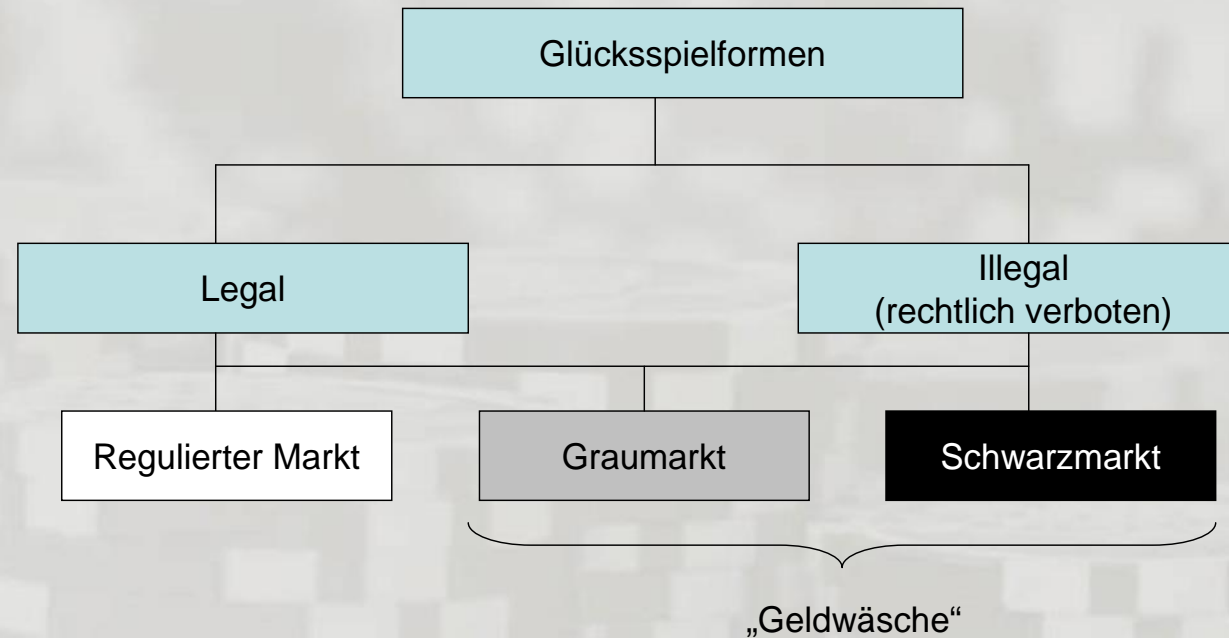 Glücksspielformen
Legal
Illegal
(rechtlich verboten)
Regulierter Markt
Graumarkt
Schwarzmarkt
„Geldwäsche“